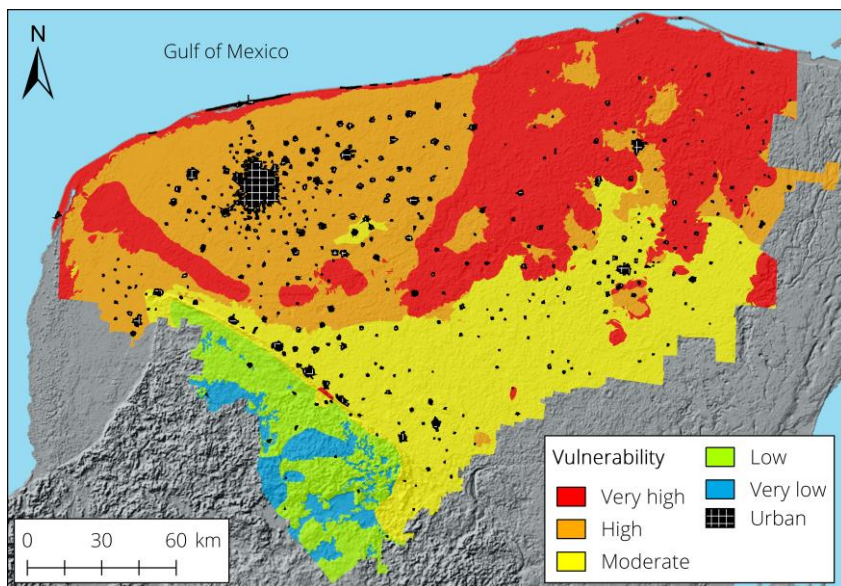 N
Gulf of Mexico
Vulnerability
Very high
High
Moderate
Low
Very low
Urban
0 30 60 km